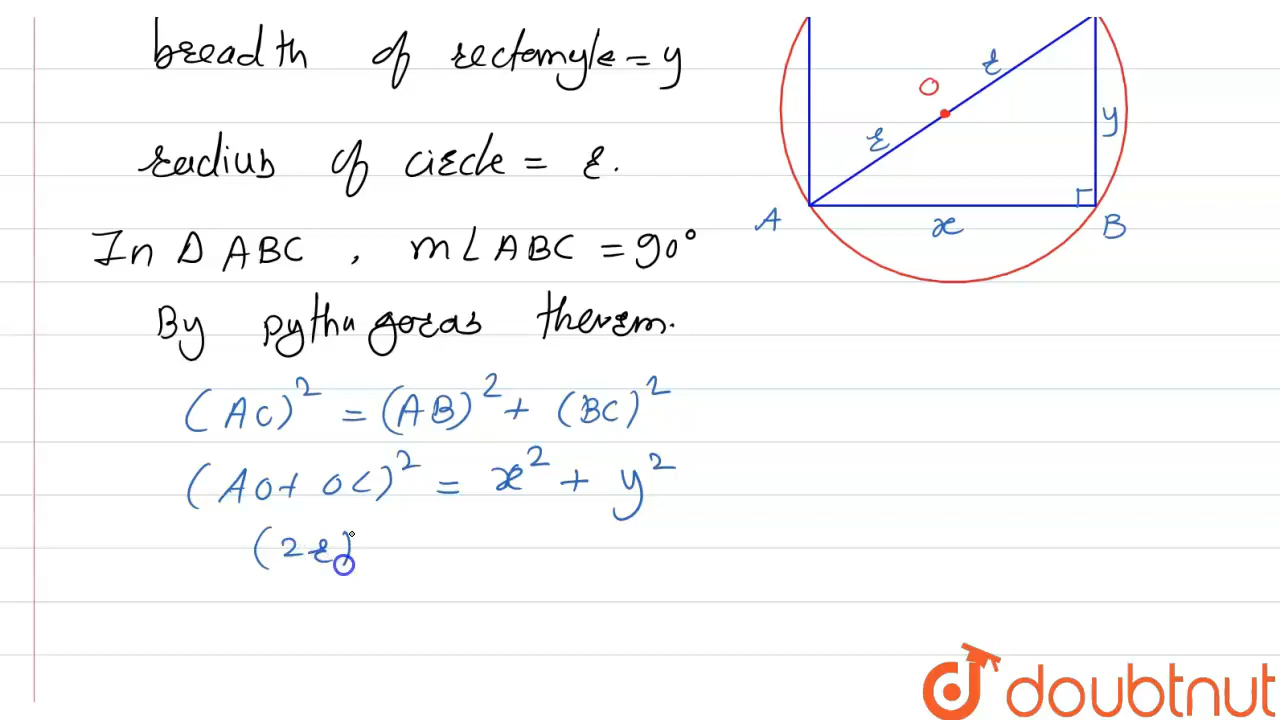 breadth of rectangle = y
radius of circle = r.
In Δ ABC , m∠ABC = 90°
By pythagoras therem.
(AC)² = (AB)² + (BC)²
(AO + OC)² = x² + y²
(2r)
O
r
r
y
A
x
B
doubtnut